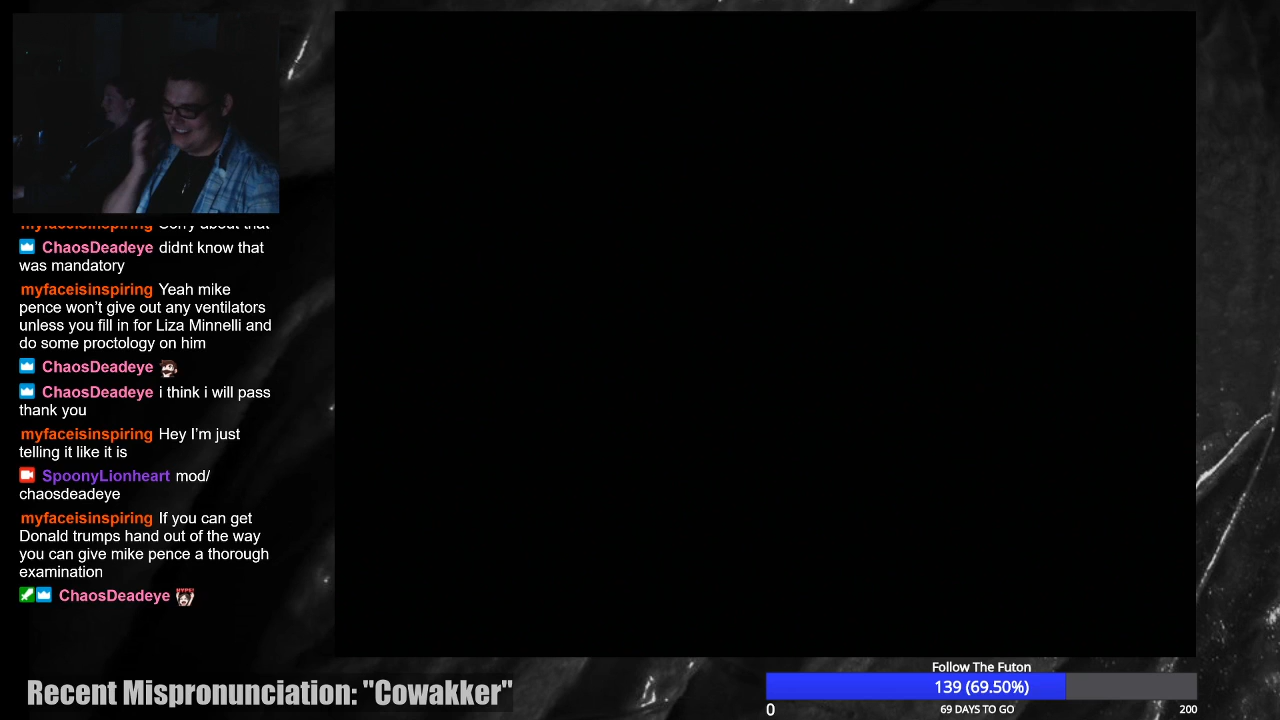 myfaceisinspiring Sorry about that
ChaosDeadeye didnt know that
was mandatory
myfaceisinspiring Yeah mike
pence won’t give out any ventilators
unless you fill in for Liza Minnelli and
do some proctology on him
ChaosDeadeye
ChaosDeadeye i think i will pass
thank you
myfaceisinspiring Hey I’m just
telling it like it is
SpoonyLionheart mod/
chaosdeadeye
myfaceisinspiring If you can get
Donald trumps hand out of the way
you can give mike pence a thorough
examination
ChaosDeadeye
Recent Mispronunciation: "Cowakker"
Follow The Futon
139 (69.50%)
0 69 DAYS TO GO 200